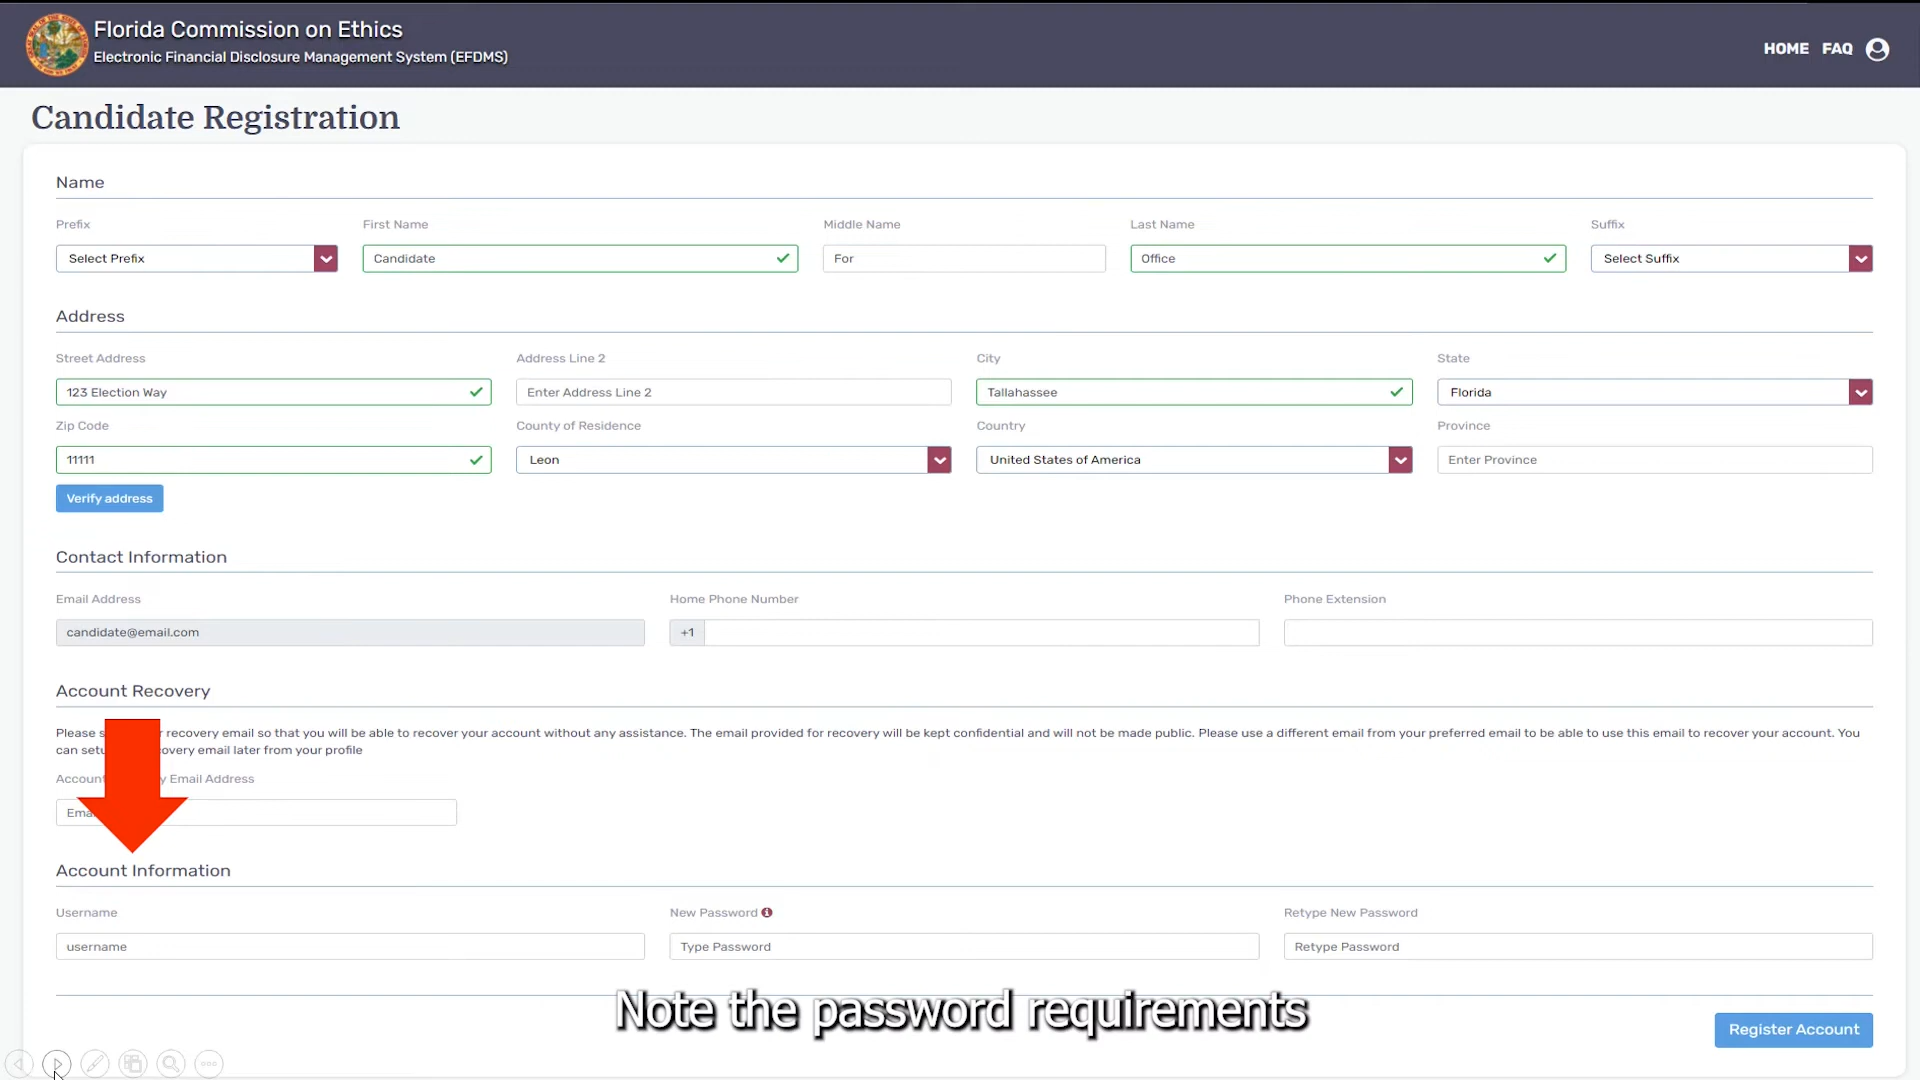 Florida Commission on Ethics
Electronic Financial Disclosure Management System (EFDMS)
HOME FAQ
Candidate Registration
Name
Prefix First Name Middle Name Last Name Suffix
Select Prefix Candidate For Office Select Suffix
Address
Street Address Address Line 2 City State
123 Election Way Enter Address Line 2 Tallahassee Florida
Zip Code County of Residence Country Province
11111 Leon United States of America Enter Province
Verify address
Contact Information
Email Address Home Phone Number Phone Extension
candidate@email.com +1
Account Recovery
Please recovery email so that you will be able to recover your account without any assistance. The email provided for recovery will be kept confidential and will not be made public. Please use a different email from your preferred email to be able to use this email to recover your account. You
can email later from your profile
Account Email Address
Account Information
Username New Password Retype New Password
username Type Password Retype Password
Note the password requirements
Register Account